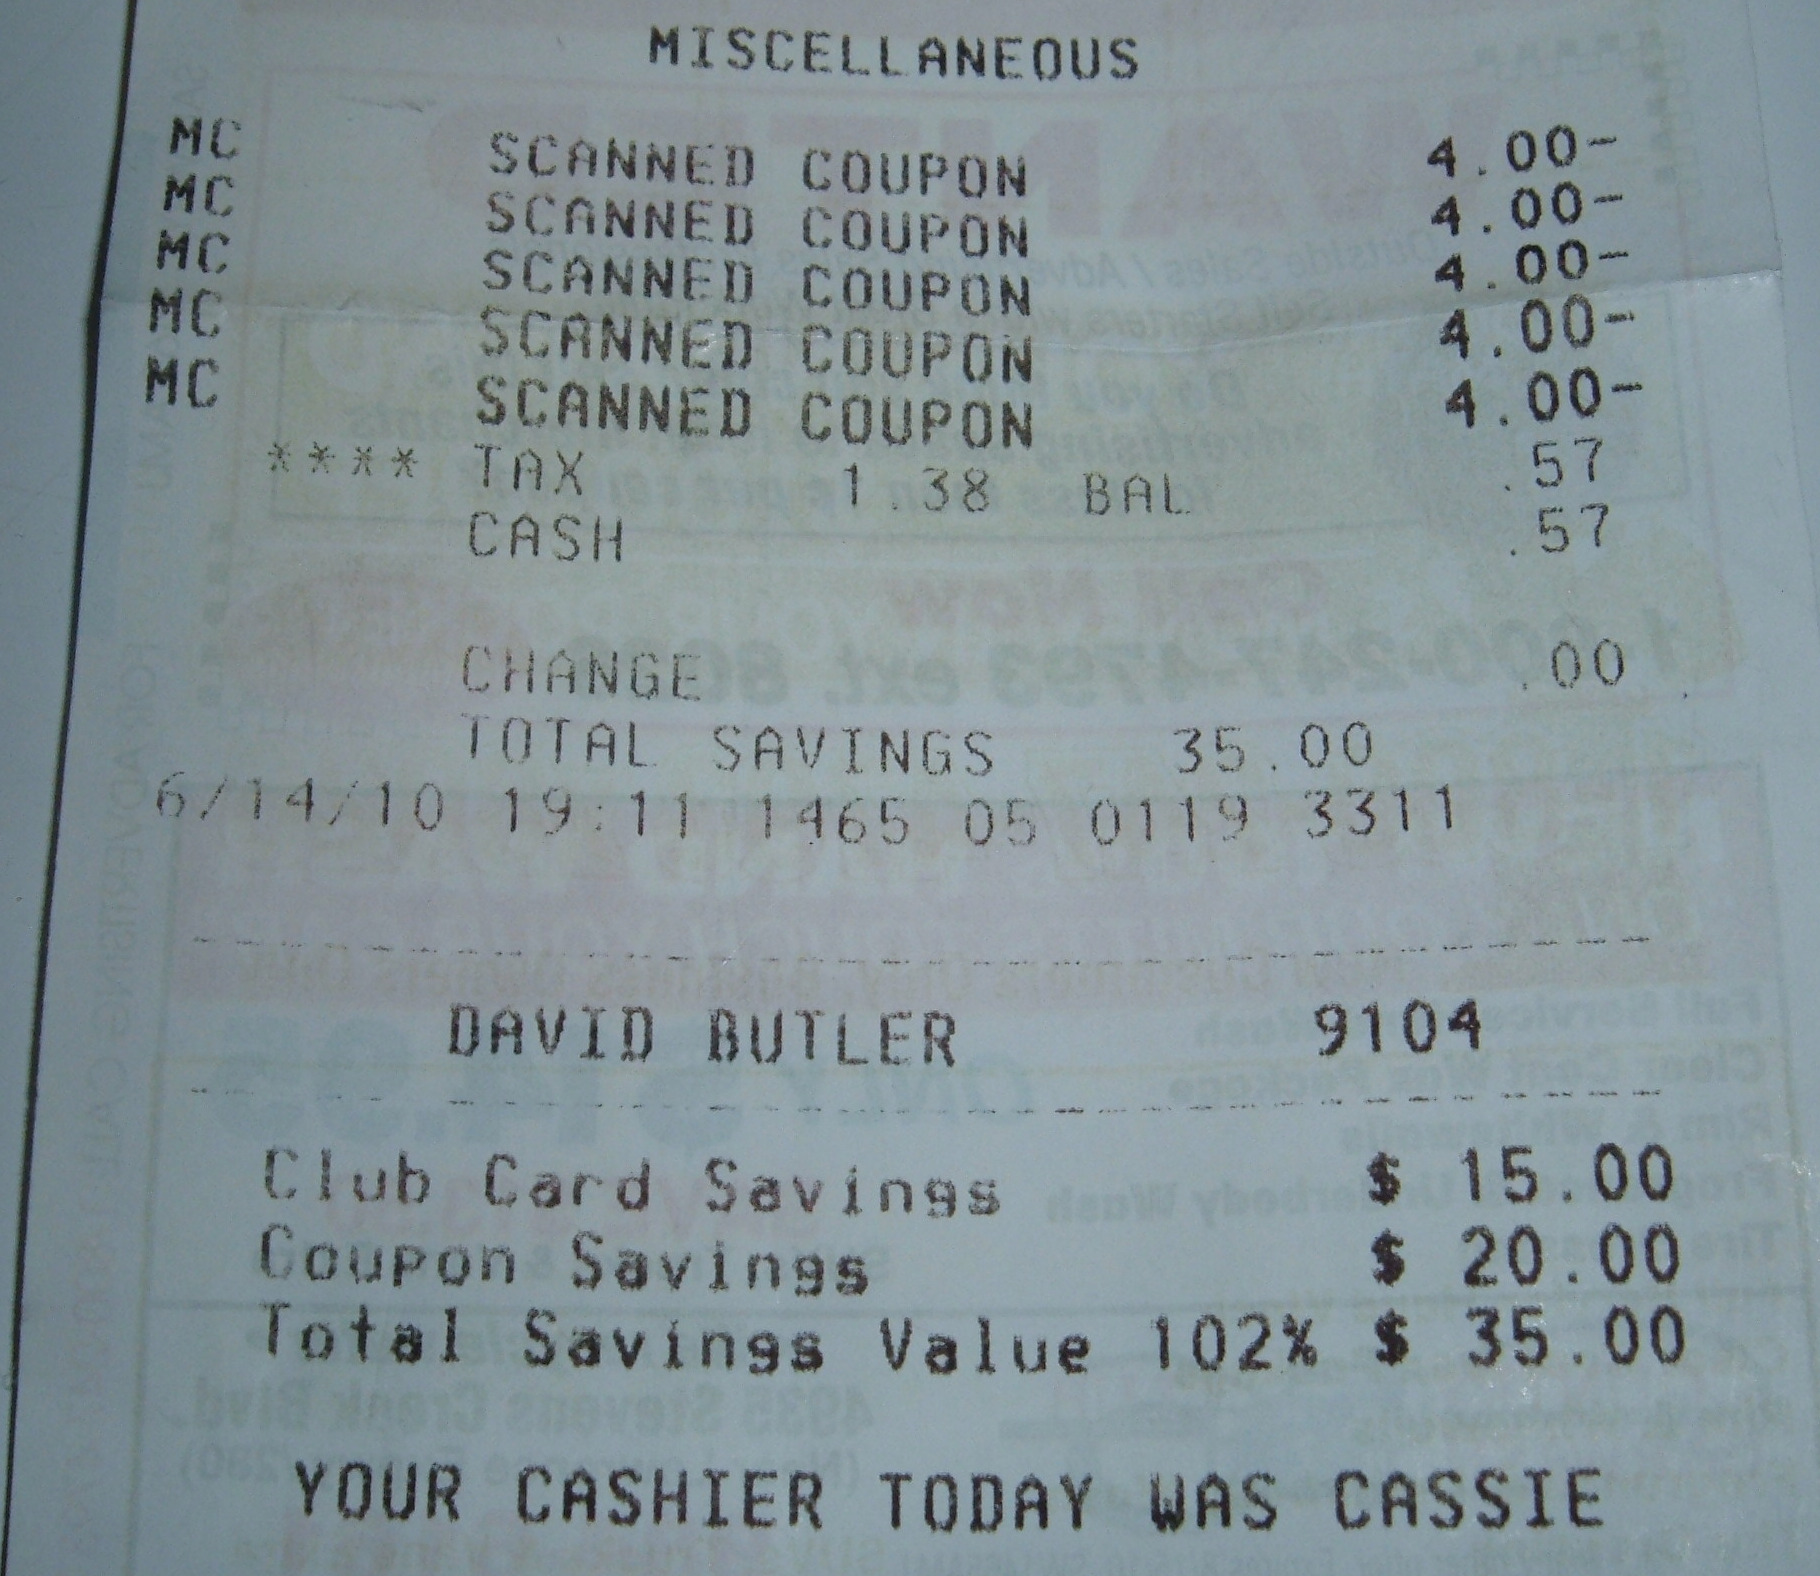 MISCELLANEOUS
MC SCANNED COUPON 4.00-
MC SCANNED COUPON 4.00-
MC SCANNED COUPON 4.00-
MC SCANNED COUPON 4.00-
MC SCANNED COUPON 4.00-
**** TAX 1.38 BAL .57
CASH .57
CHANGE .00
TOTAL SAVINGS 35.00
6/14/10 19:11 1465 05 0119 3311
DAVID BUTLER 9104
Club Card Savings $ 15.00
Coupon Savings $ 20.00
Total Savings Value 102% $ 35.00
YOUR CASHIER TODAY WAS CASSIE